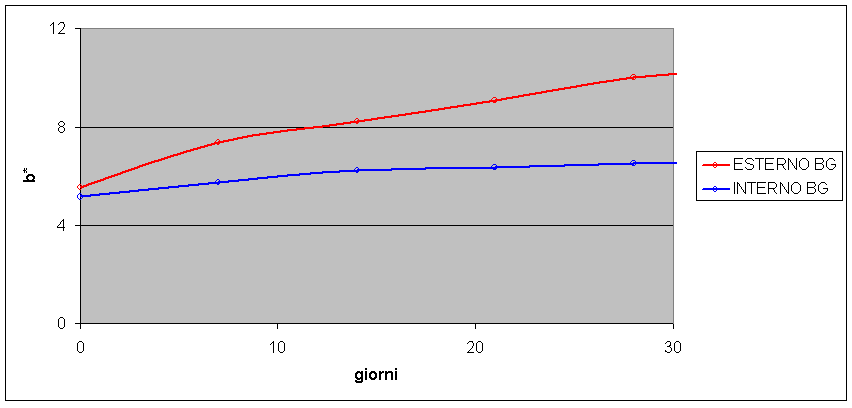 12
8
b*
4
0
0 10 20 30
giorni
ESTERNO BG
INTERNO BG